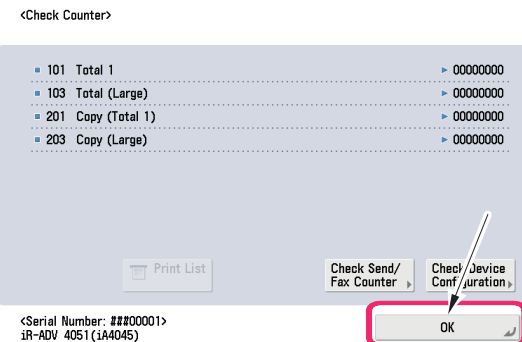 <Check Counter>
101 Total 1 00000000
103 Total (Large) 00000000
201 Copy (Total 1) 00000000
203 Copy (Large) 00000000
Print List
Check Send/
Fax Counter
Check Device
Configuration
<Serial Number: ###00001>
iR-ADV 4051(iA4045)
OK